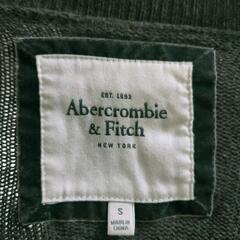 EST. 1892
Abercrombie
& Fitch
NEW YORK
S
MADE IN
CHINA